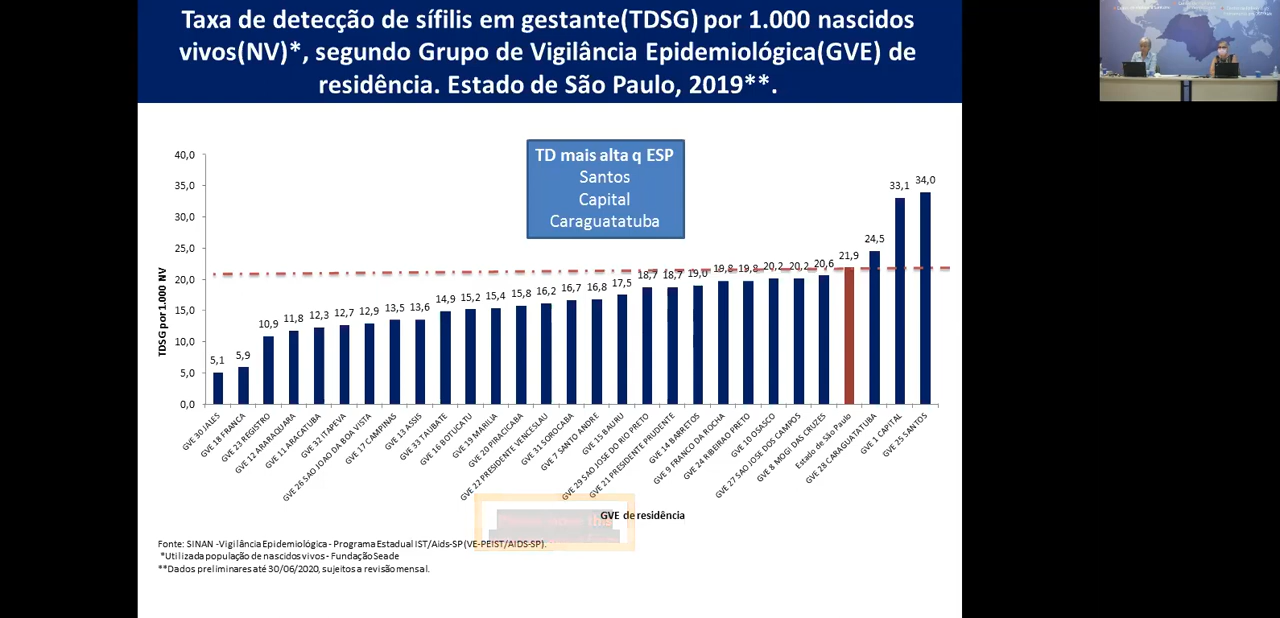 Taxa de detecção de sífilis em gestante(TDSG) por 1.000 nascidos
vivos(NV)*, segundo Grupo de Vigilância Epidemiológica(GVE) de
residência. Estado de São Paulo, 2019**.
TD mais alta q ESP
Santos
Capital
Caraguatatuba
TDSG por 1.000 NV
40,0
35,0
30,0
25,0
20,0
15,0
10,0
5,0
0,0
5,1
5,9
10,9
11,8
12,3
12,7
12,9
13,5
13,6
14,9
15,2
15,4
15,8
16,2
16,7
16,8
17,5
18,7
18,7
19,0
19,8
19,8
20,2
20,2
20,6
21,9
24,5
33,1
34,0
GVE 30 JALES
GVE 18 FRANCA
GVE 23 REGISTRO
GVE 12 ARARAQUARA
GVE 11 ARACATUBA
GVE 32 ITAPEVA
GVE 26 SAO JOAO DA BOA VISTA
GVE 17 CAMPINAS
GVE 13 ASSIS
GVE 33 TAUBATE
GVE 16 BOTUCATU
GVE 19 MARILIA
GVE 20 PIRACICABA
GVE 22 PRESIDENTE VENCESLAU
GVE 31 SOROCABA
GVE 7 SANTO ANDRE
GVE 15 BAURU
GVE 29 SAO JOSE DO RIO PRETO
GVE 21 PRESIDENTE PRUDENTE
GVE 14 BARRETOS
GVE 9 FRANCO DA ROCHA
GVE 24 RIBEIRAO PRETO
GVE 10 OSASCO
GVE 27 SAO JOSE DOS CAMPOS
GVE 8 MOGI DAS CRUZES
Estado de São Paulo
GVE 28 CARAGUATATUBA
GVE 1 CAPITAL
GVE 25 SANTOS
GVE de residência
Fonte: SINAN -Vigilância Epidemiológica - Programa Estadual IST/Aids-SP(VE-PEIST/AIDS-SP).
*Utilizada população de nascidos vivos - Fundação Seade
**Dados preliminares até 30/06/2020, sujeitos a revisão mensal.